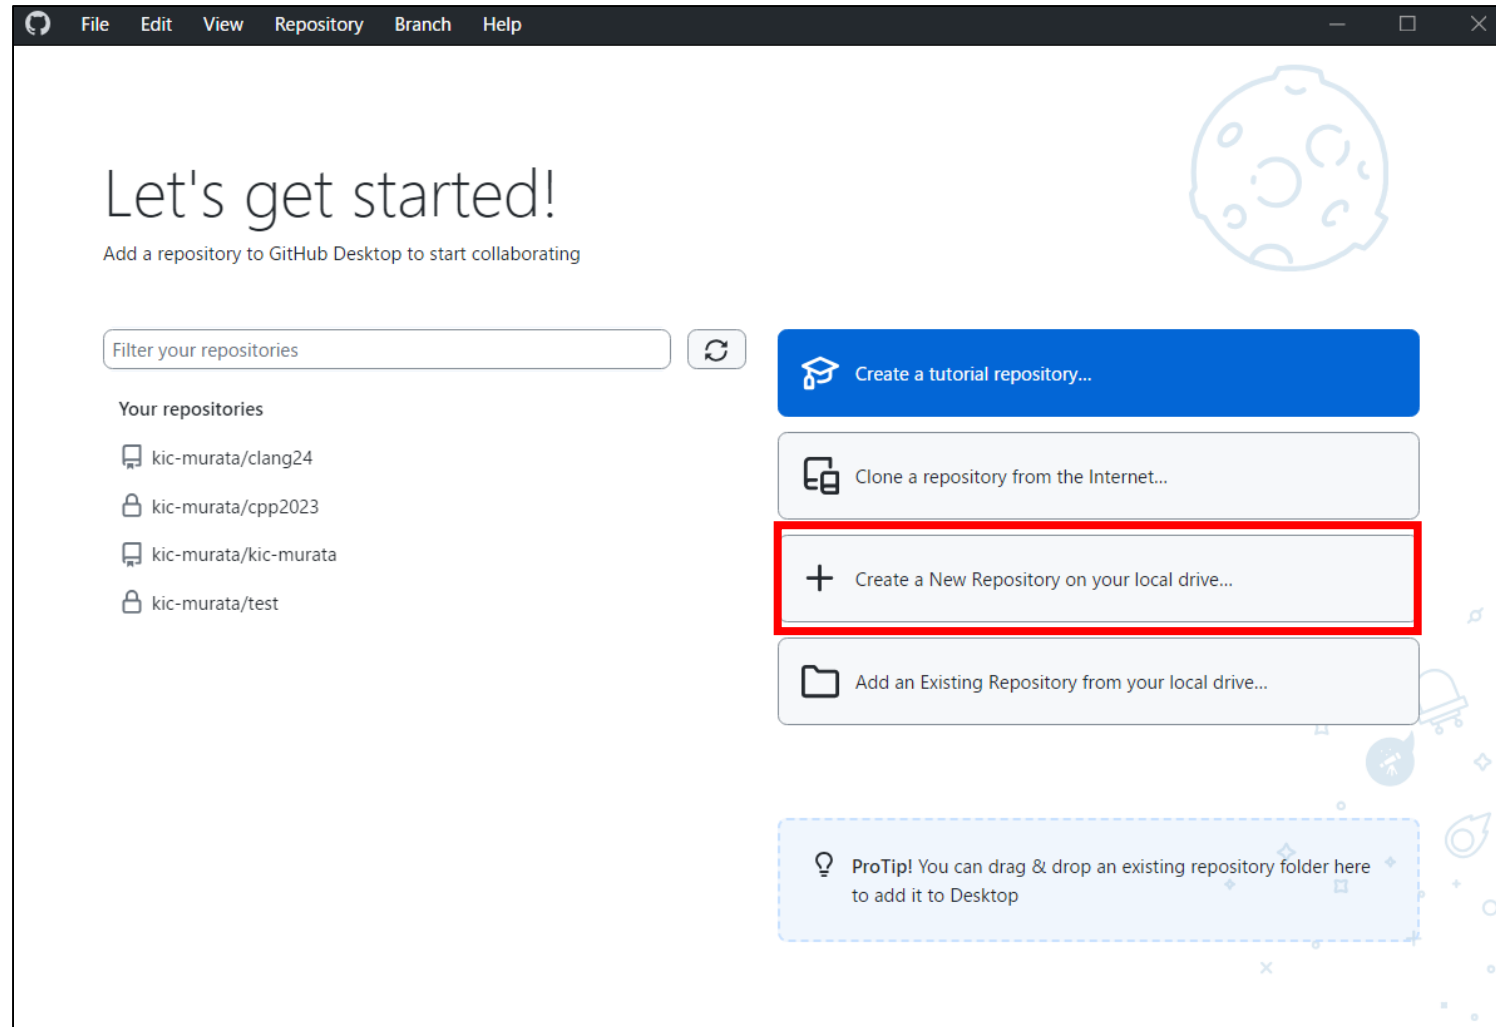 File Edit View Repository Branch Help
Let's get started!
Add a repository to GitHub Desktop to start collaborating
Filter your repositories
Your repositories
kic-murata/clang24
kic-murata/cpp2023
kic-murata/kic-murata
kic-murata/test
Create a tutorial repository...
Clone a repository from the Internet...
Create a New Repository on your local drive...
Add an Existing Repository from your local drive...
ProTip! You can drag & drop an existing repository folder here
to add it to Desktop